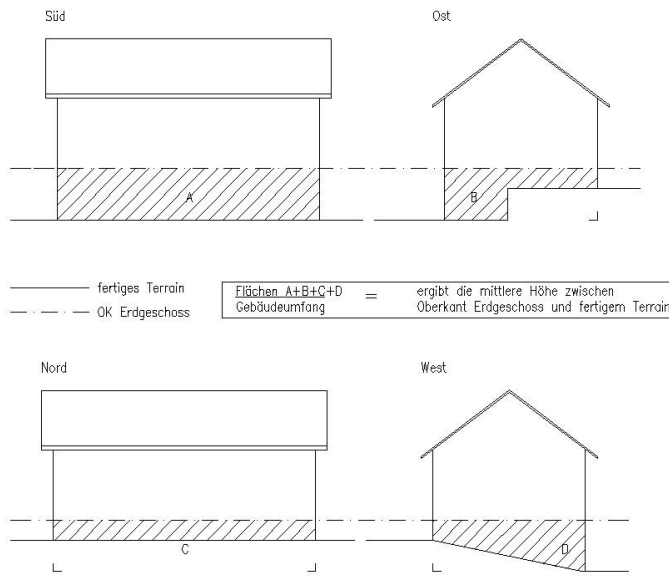 Süd
Ost
A
B
fertiges Terrain
OK Erdgeschoss
Flächen A+B+C+D = ergibt die mittlere Höhe zwischen
Gebäudeumfang Oberkant Erdgeschoss und fertigem Terrain
Nord
West
C
D